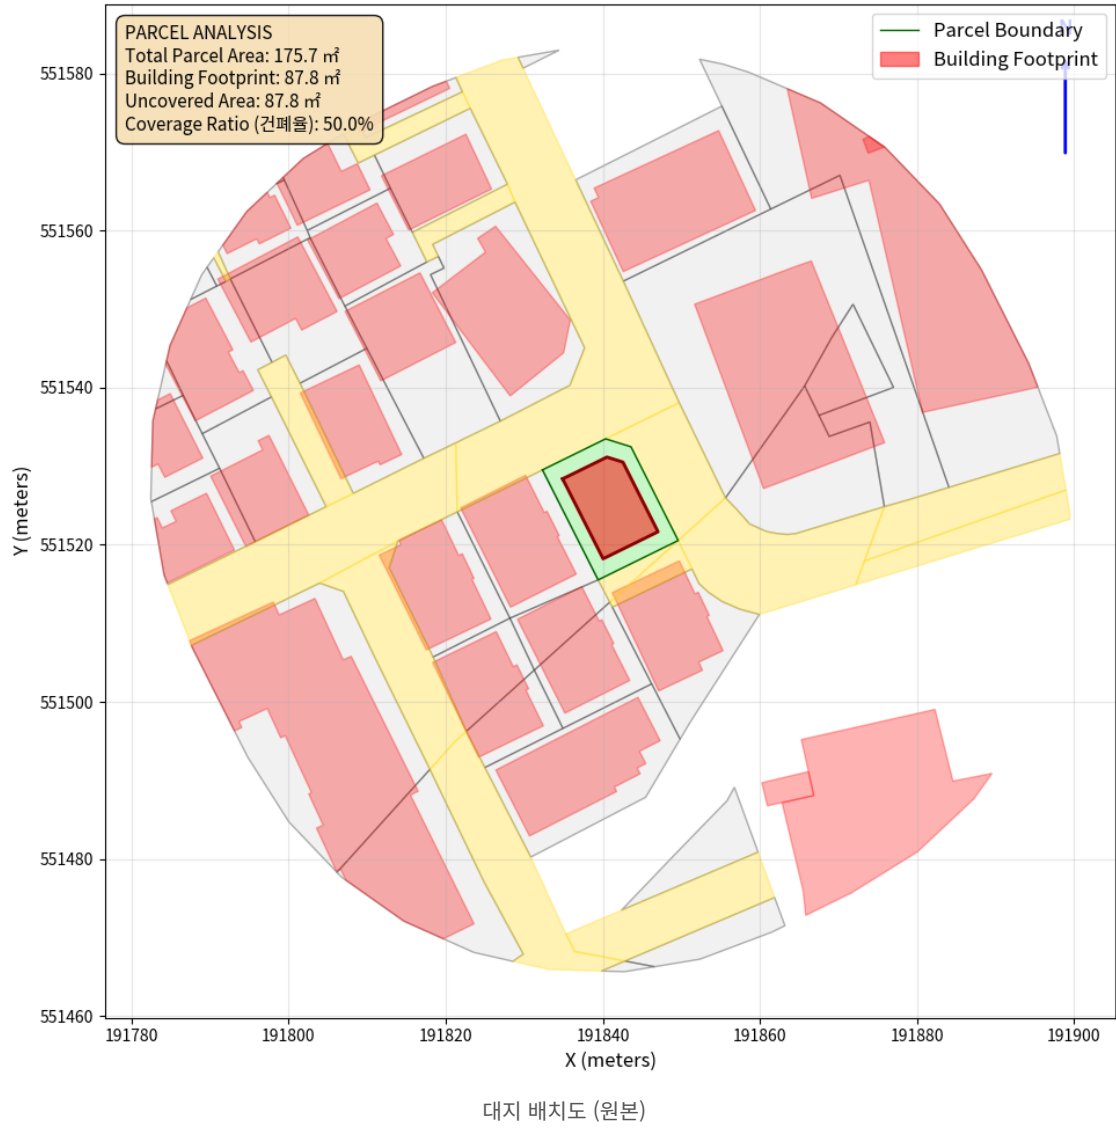 PARCEL ANALYSIS
Total Parcel Area: 175.7 ㎡
Building Footprint: 87.8 ㎡
Uncovered Area: 87.8 ㎡
Coverage Ratio (건폐율): 50.0%
N
Parcel Boundary
Building Footprint
551580
551560
551540
551520
551500
551480
551460
Y (meters)
191780
191800
191820
191840
191860
191880
191900
X (meters)
대지 배치도 (원본)